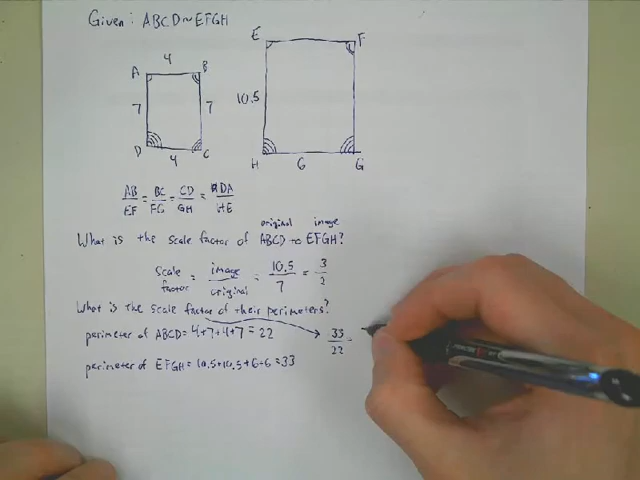 Given: ABCD~EFGH
4
A B
7 7
D C
4
E F
10.5
H G
6
AB/EF = BC/FG = CD/GH = DA/HE
original image
What is the scale factor of ABCD to EFGH?
scale factor = image/original = 10.5/7 = 3/2
What is the scale factor of their perimeters?
perimeter of ABCD = 4+7+4+7 = 22
33/22 =
perimeter of EFGH = 10.5+10.5+6+6 = 33